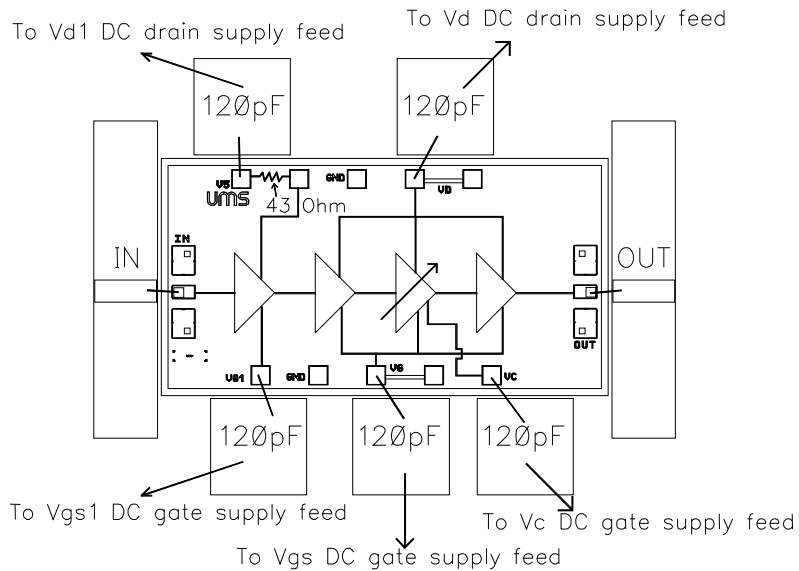 To Vd1 DC drain supply feed
To Vd DC drain supply feed
120pF
120pF
V5
GND
VD
ums
43 Ohm
IN
IN
OUT
OUT
VG1
GND
VG
VC
120pF
120pF
120pF
To Vgs1 DC gate supply feed
To Vc DC gate supply feed
To Vgs DC gate supply feed